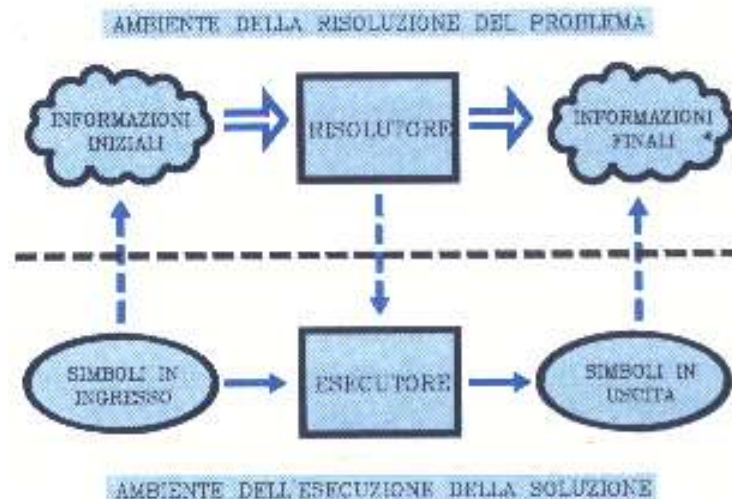 AMBIENTE DELLA RISOLUZIONE DEL PROBLEMA
INFORMAZIONI
INIZIALI
RISOLUTORE
INFORMAZIONI
FINALI
SIMBOLI IN
INGRESSO
ESECUTORE
SIMBOLI IN
USCITA
AMBIENTE DELL'ESECUZIONE DELLA SOLUZIONE